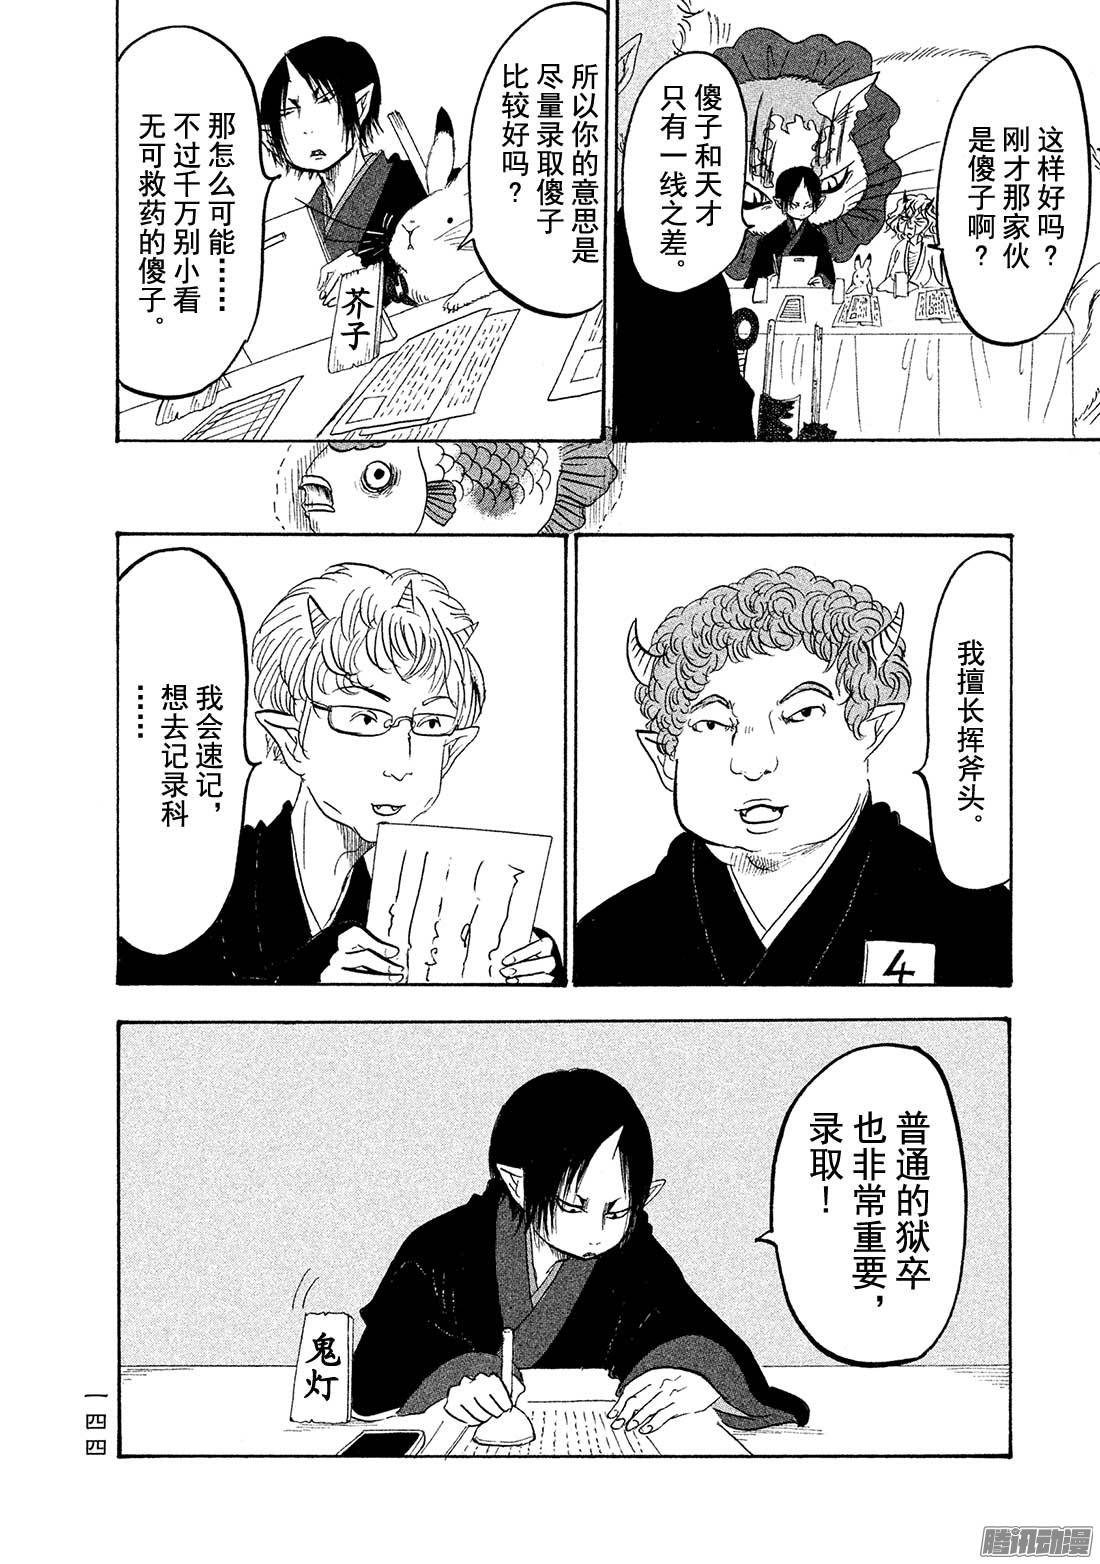 这样好吗?
刚才那家伙
是傻子啊?
傻子和天才
只有一线之差。
所以你的意思是
尽量录取傻子
比较好吗?
那怎么可能……
不过千万别小看
无可救药的傻子。
芥子
我擅长挥斧头。
4
我会速记,
想去记录科
……
普通的狱卒
也非常重要,
录取!
鬼灯
一四四
腾讯动漫